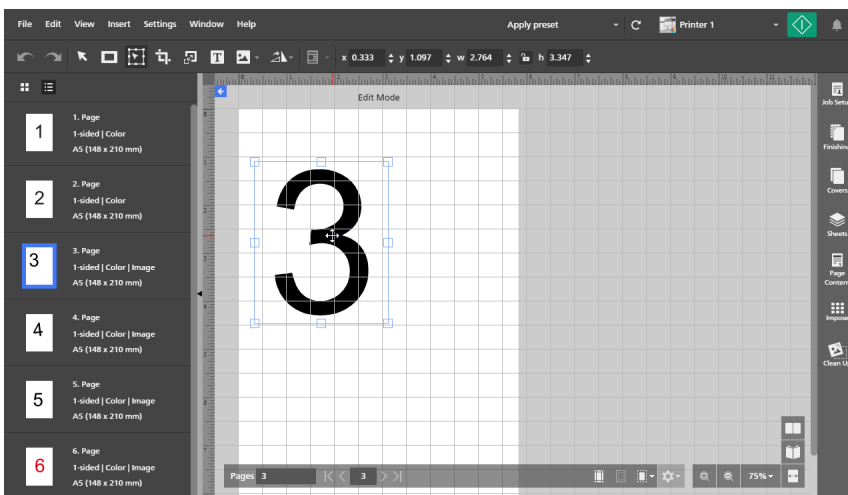 File Edit View Insert Settings Window Help Apply preset Printer 1
x 0.333 y 1.097 w 2.764 h 3.347
Edit Mode
1
1. Page
1-sided | Color
A5 (148 x 210 mm)
2
2. Page
1-sided | Color
A5 (148 x 210 mm)
3
3. Page
1-sided | Color | Image
A5 (148 x 210 mm)
4
4. Page
1-sided | Color | Image
A5 (148 x 210 mm)
5
5. Page
1-sided | Color | Image
A5 (148 x 210 mm)
6
6. Page
1-sided | Color | Image
A5 (148 x 210 mm)
3
Job Setu
Finishin
Covers
Sheets
Page
Conten
Impose
Clean U
Pages 3 3 75%